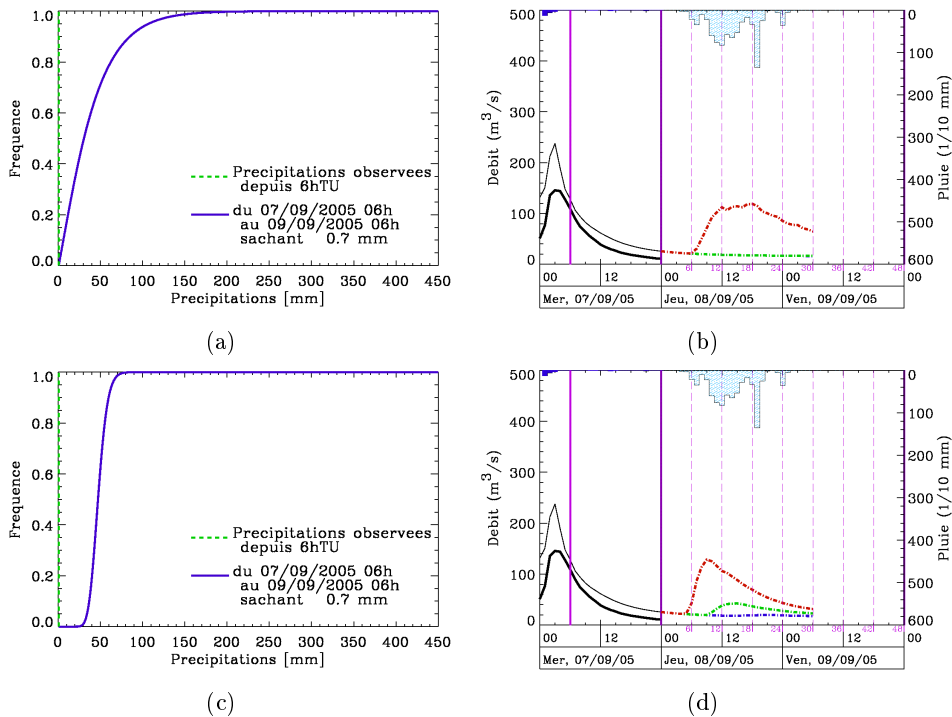 1.0
0.8
0.6
0.4
0.2
0.0
Frequence
Precipitations observees
depuis 6hTU
du 07/09/2005 06h
au 09/09/2005 06h
sachant 0.7 mm
0 50 100 150 200 250 300 350 400 450
Precipitations [mm]
(a)
500
400
300
200
100
0
Debit (m³/s)
0
100
200
300
400
500
600
Pluie (1/10 mm)
6 12 18 24 30 36 42 48
00 12 00 12 00 12 00
Mer, 07/09/05 Jeu, 08/09/05 Ven, 09/09/05
(b)
1.0
0.8
0.6
0.4
0.2
0.0
Frequence
Precipitations observees
depuis 6hTU
du 07/09/2005 06h
au 09/09/2005 06h
sachant 0.7 mm
0 50 100 150 200 250 300 350 400 450
Precipitations [mm]
(c)
500
400
300
200
100
0
Debit (m³/s)
0
100
200
300
400
500
600
Pluie (1/10 mm)
6 12 18 24 30 36 42 48
00 12 00 12 00 12 00
Mer, 07/09/05 Jeu, 08/09/05 Ven, 09/09/05
(d)